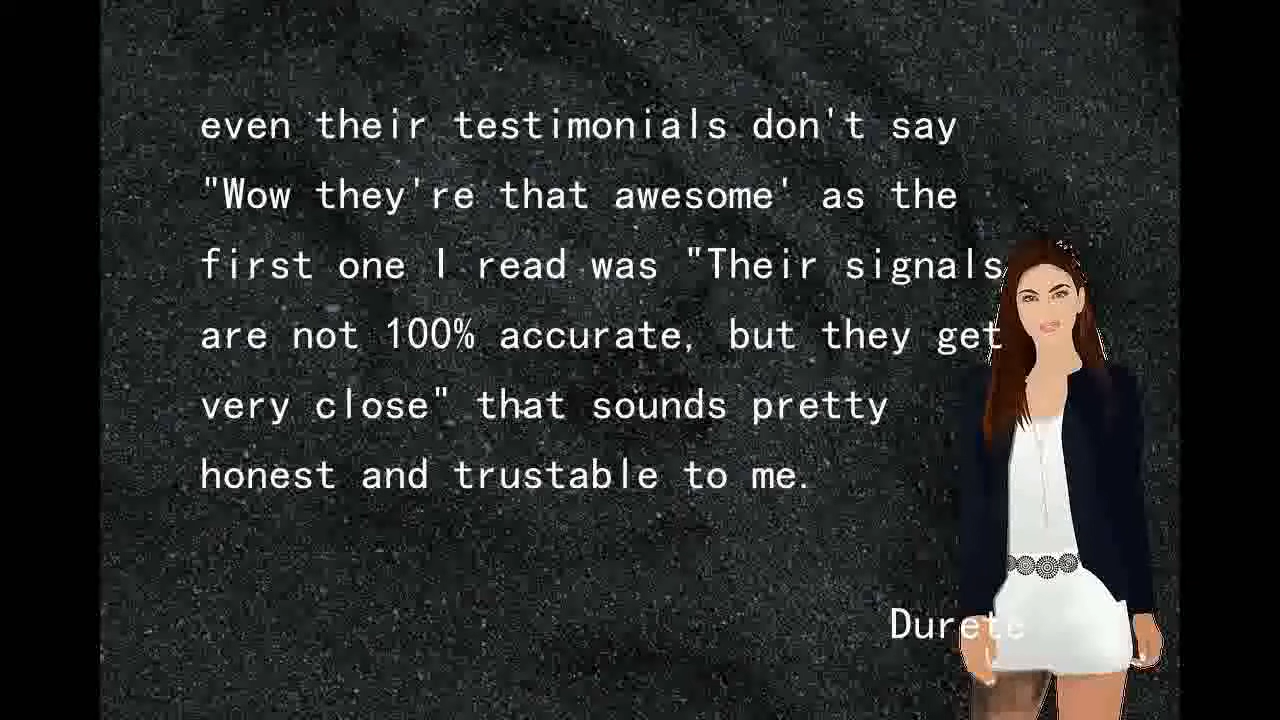 even their testimonials don't say
"Wow they're that awesome' as the
first one I read was "Their signals
are not 100% accurate, but they get
very close" that sounds pretty
honest and trustable to me.
Durete